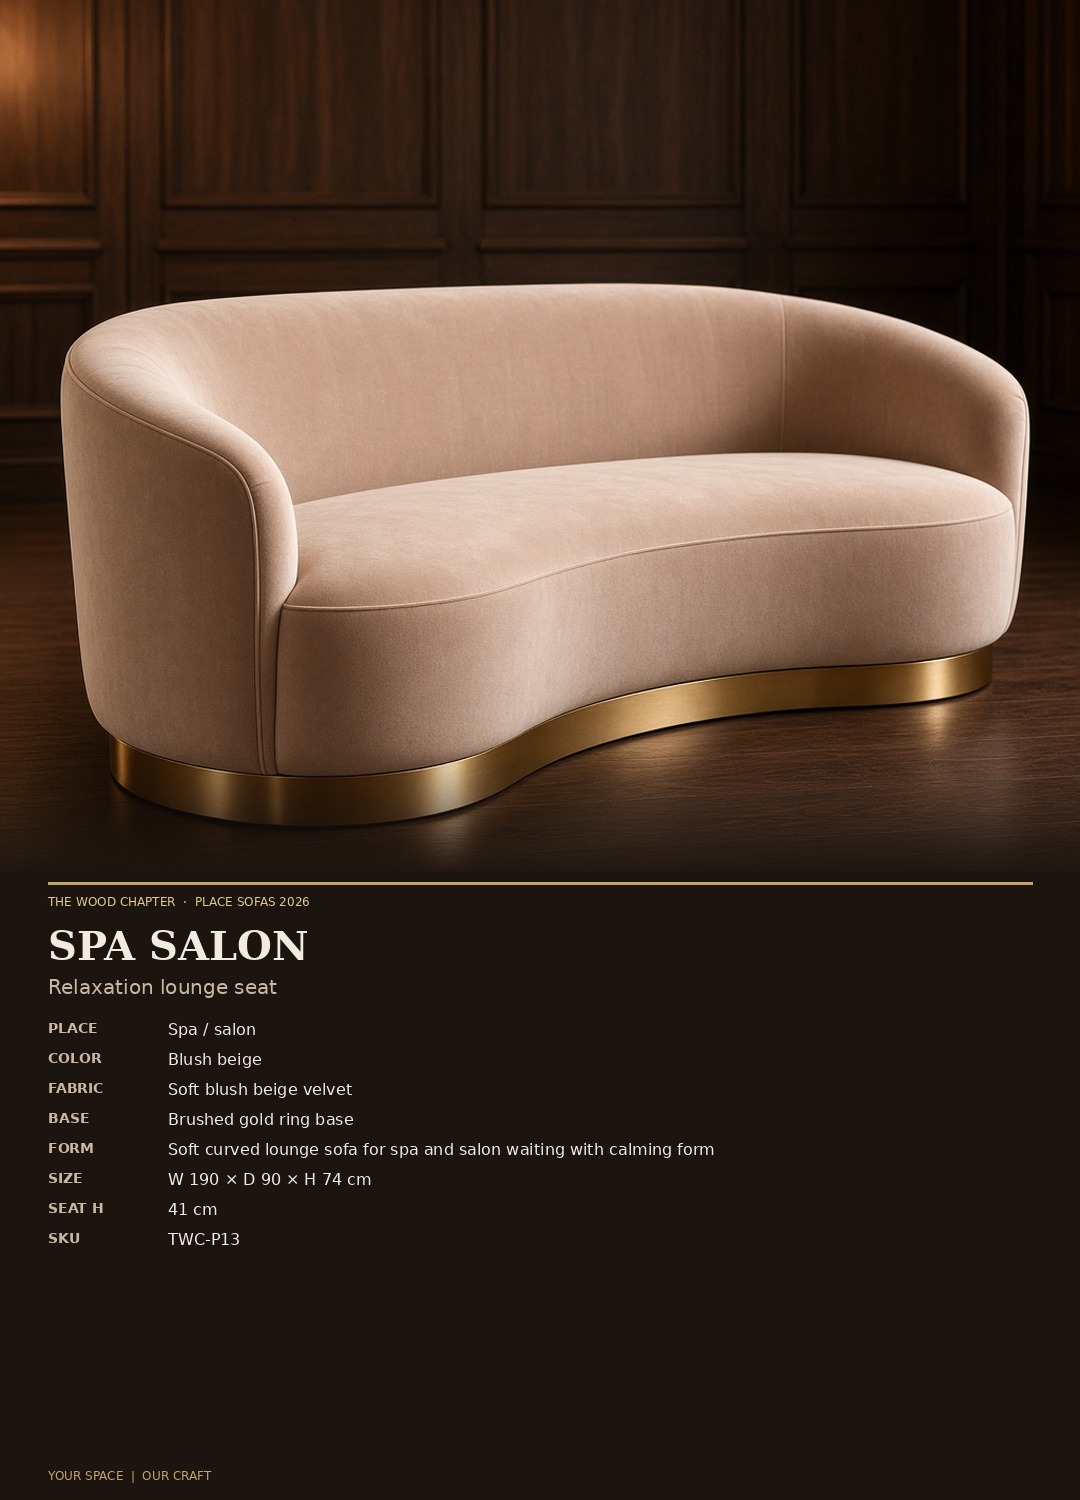 THE WOOD CHAPTER · PLACE SOFAS 2026
SPA SALON
Relaxation lounge seat
PLACE Spa / salon
COLOR Blush beige
FABRIC Soft blush beige velvet
BASE Brushed gold ring base
FORM Soft curved lounge sofa for spa and salon waiting with calming form
SIZE W 190 × D 90 × H 74 cm
SEAT H 41 cm
SKU TWC-P13
YOUR SPACE | OUR CRAFT